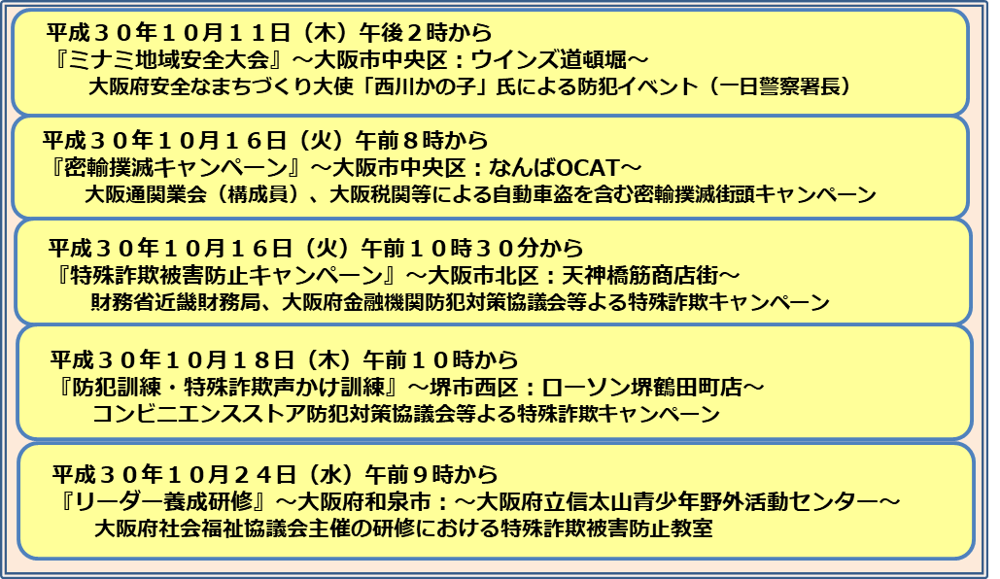 平成３０年１０月１１日（木）午後２時から
『ミナミ地域安全大会』～大阪市中央区：ウインズ道頓堀～
大阪府安全なまちづくり大使「西川かの子」氏による防犯イベント（一日警察署長）
平成３０年１０月１６日（火）午前８時から
『密輸撲滅キャンペーン』～大阪市中央区：なんばOCAT～
大阪通関業会（構成員）、大阪税関等による自動車盗を含む密輸撲滅街頭キャンペーン
平成３０年１０月１６日（火）午前１０時３０分から
『特殊詐欺被害防止キャンペーン』～大阪市北区：天神橋筋商店街～
財務省近畿財務局、大阪府金融機関防犯対策協議会等よる特殊詐欺キャンペーン
平成３０年１０月１８日（木）午前１０時から
『防犯訓練・特殊詐欺声かけ訓練』～堺市西区：ローソン堺鶴田町店～
コンビニエンスストア防犯対策協議会等よる特殊詐欺キャンペーン
平成３０年１０月２４日（水）午前９時から
『リーダー養成研修』～大阪府和泉市：～大阪府立信太山青少年野外活動センター～
大阪府社会福祉協議会主催の研修における特殊詐欺被害防止教室